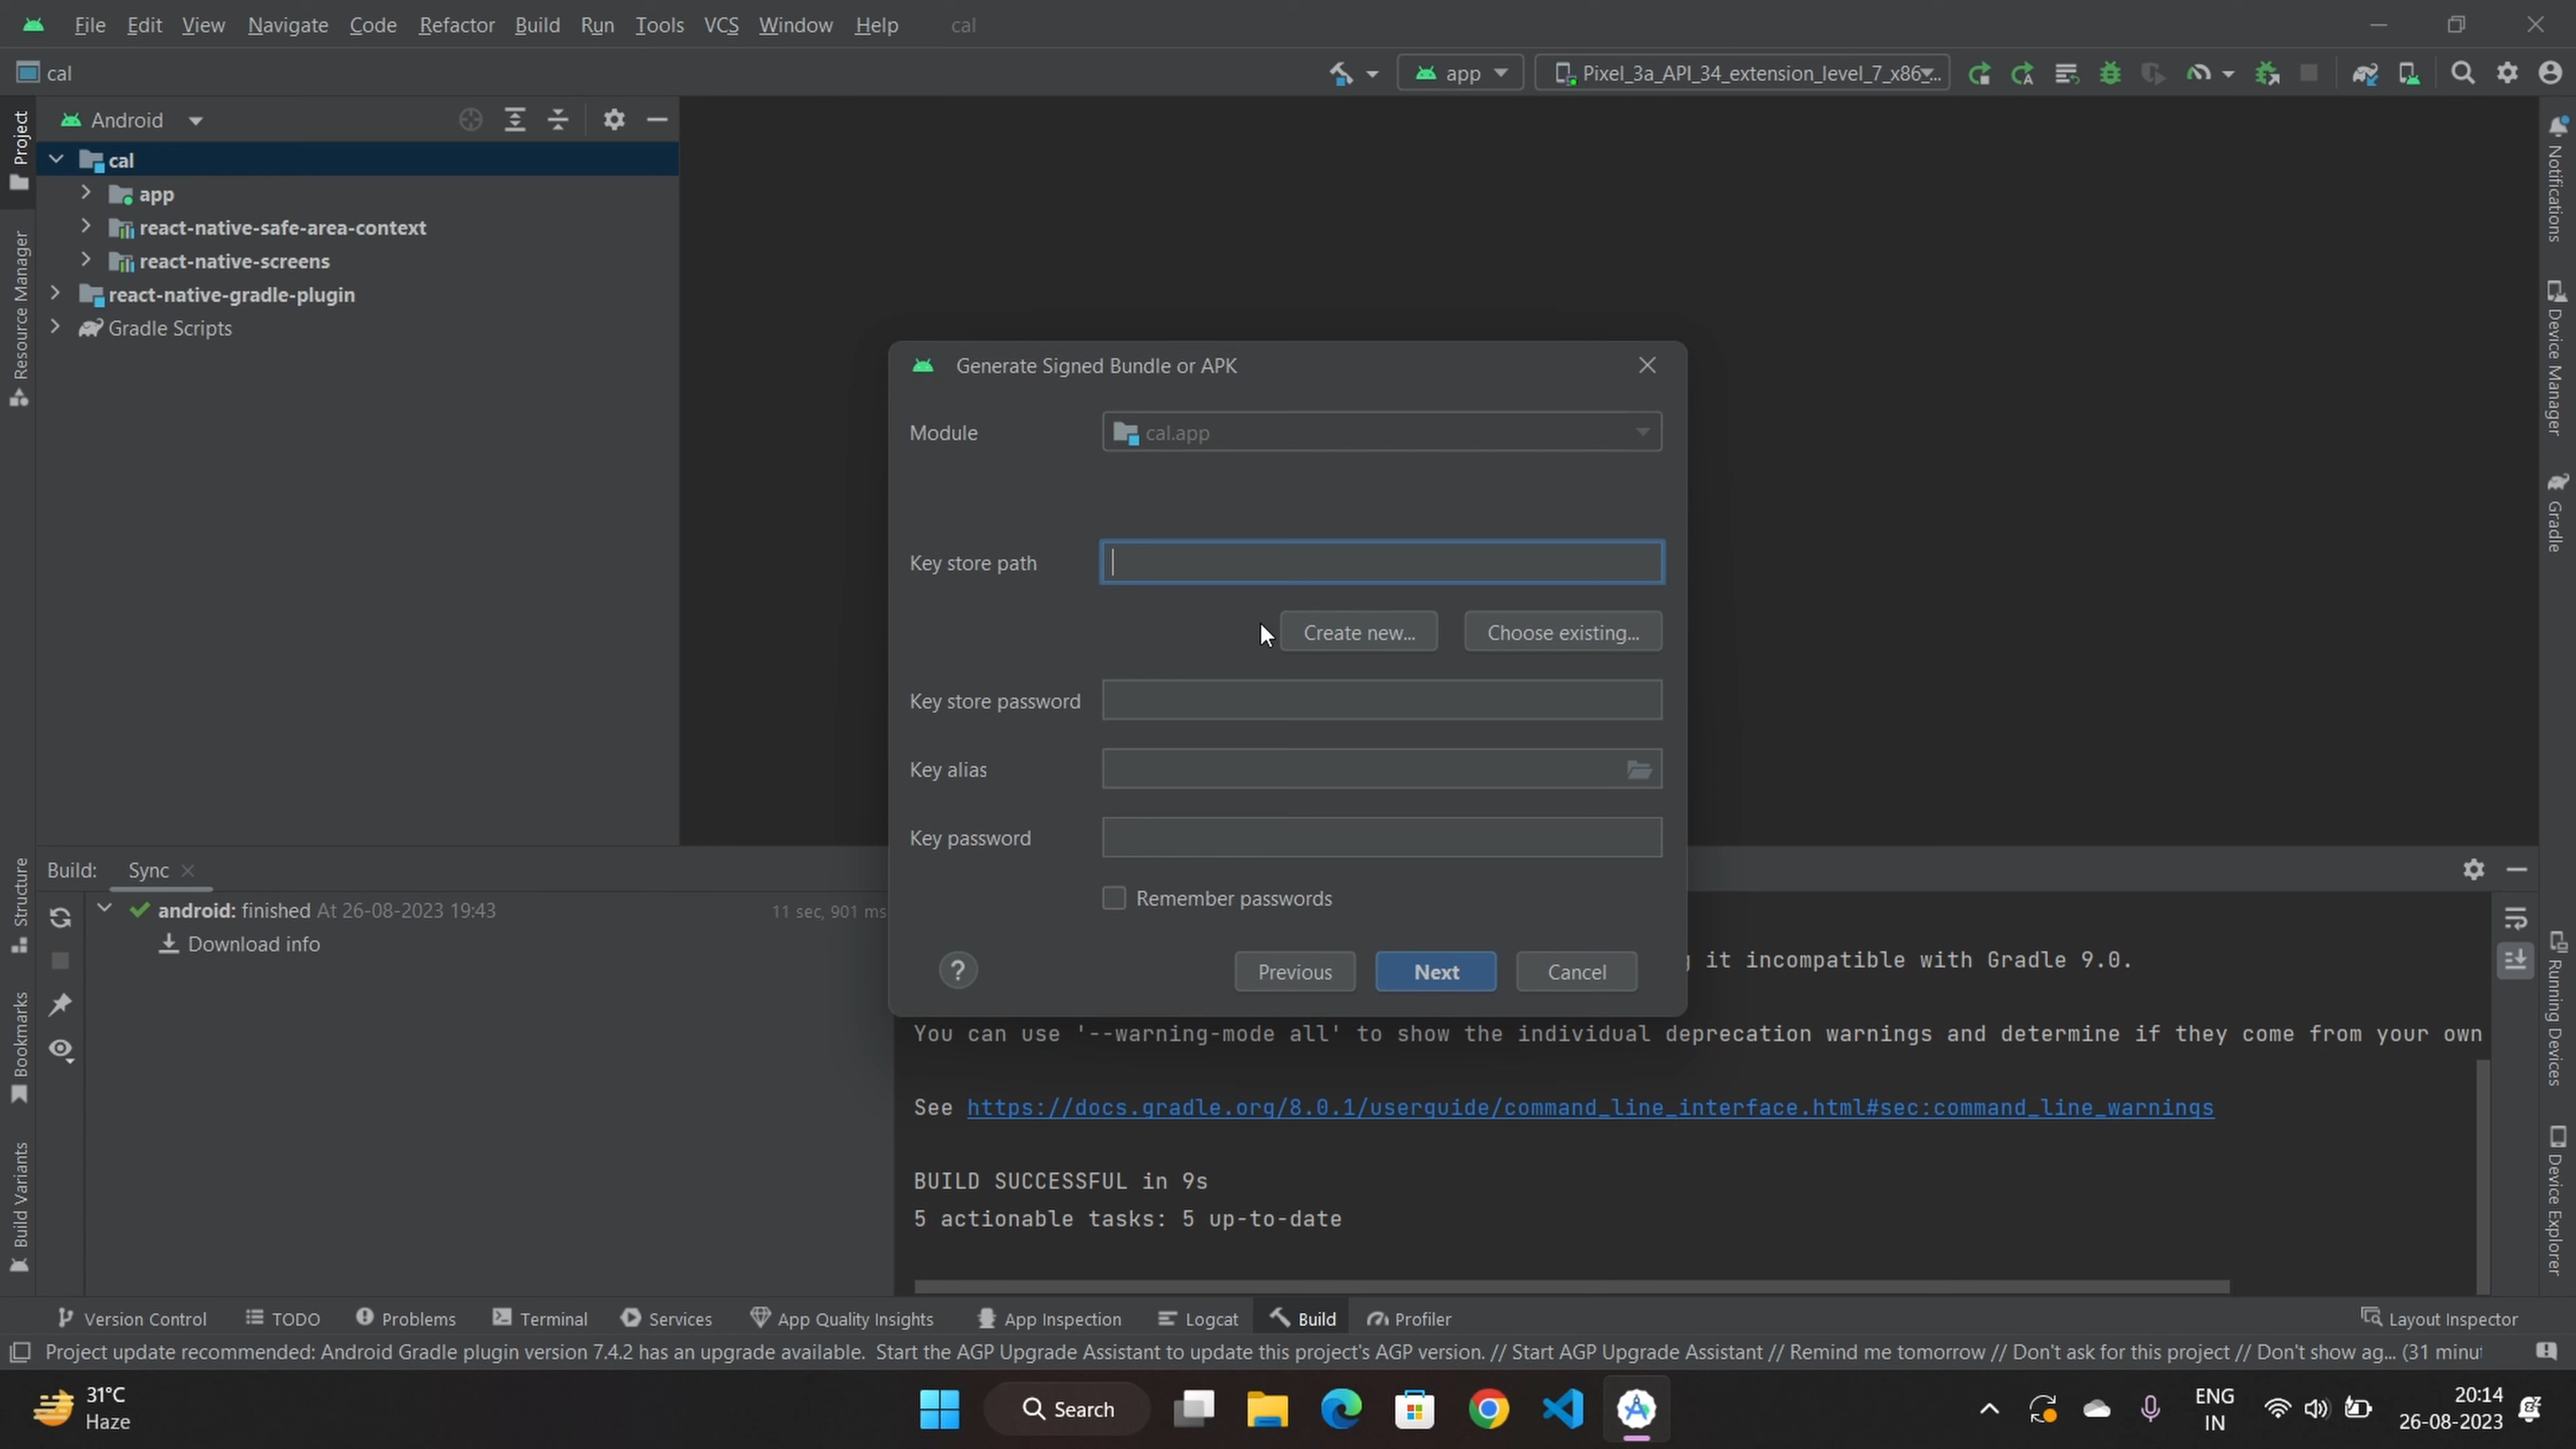 File Edit View Navigate Code Refactor Build Run Tools VCS Window Help cal
cal
app
Pixel_3a_API_34_extension_level_7_x86_...
Project
Resource Manager
Structure
Bookmarks
Build Variants
Android
cal
app
react-native-safe-area-context
react-native-screens
react-native-gradle-plugin
Gradle Scripts
Notifications
Device Manager
Gradle
Running Devices
Device Explorer
Generate Signed Bundle or APK
Module
cal.app
Key store path
Create new...
Choose existing...
Key store password
Key alias
Key password
Remember passwords
?
Previous
Next
Cancel
Build: Sync
android: finished At 26-08-2023 19:43
11 sec, 901 ms
Download info
it incompatible with Gradle 9.0.
You can use '--warning-mode all' to show the individual deprecation warnings and determine if they come from your own
See https://docs.gradle.org/8.0.1/userguide/command_line_interface.html#sec:command_line_warnings
BUILD SUCCESSFUL in 9s
5 actionable tasks: 5 up-to-date
Version Control TODO Problems Terminal Services App Quality Insights App Inspection Logcat Build Profiler Layout Inspector
Project update recommended: Android Gradle plugin version 7.4.2 has an upgrade available. Start the AGP Upgrade Assistant to update this project's AGP version. // Start AGP Upgrade Assistant // Remind me tomorrow // Don't ask for this project // Don't show ag... (31 minut
31°C
Haze
Search
ENG
IN
20:14
26-08-2023